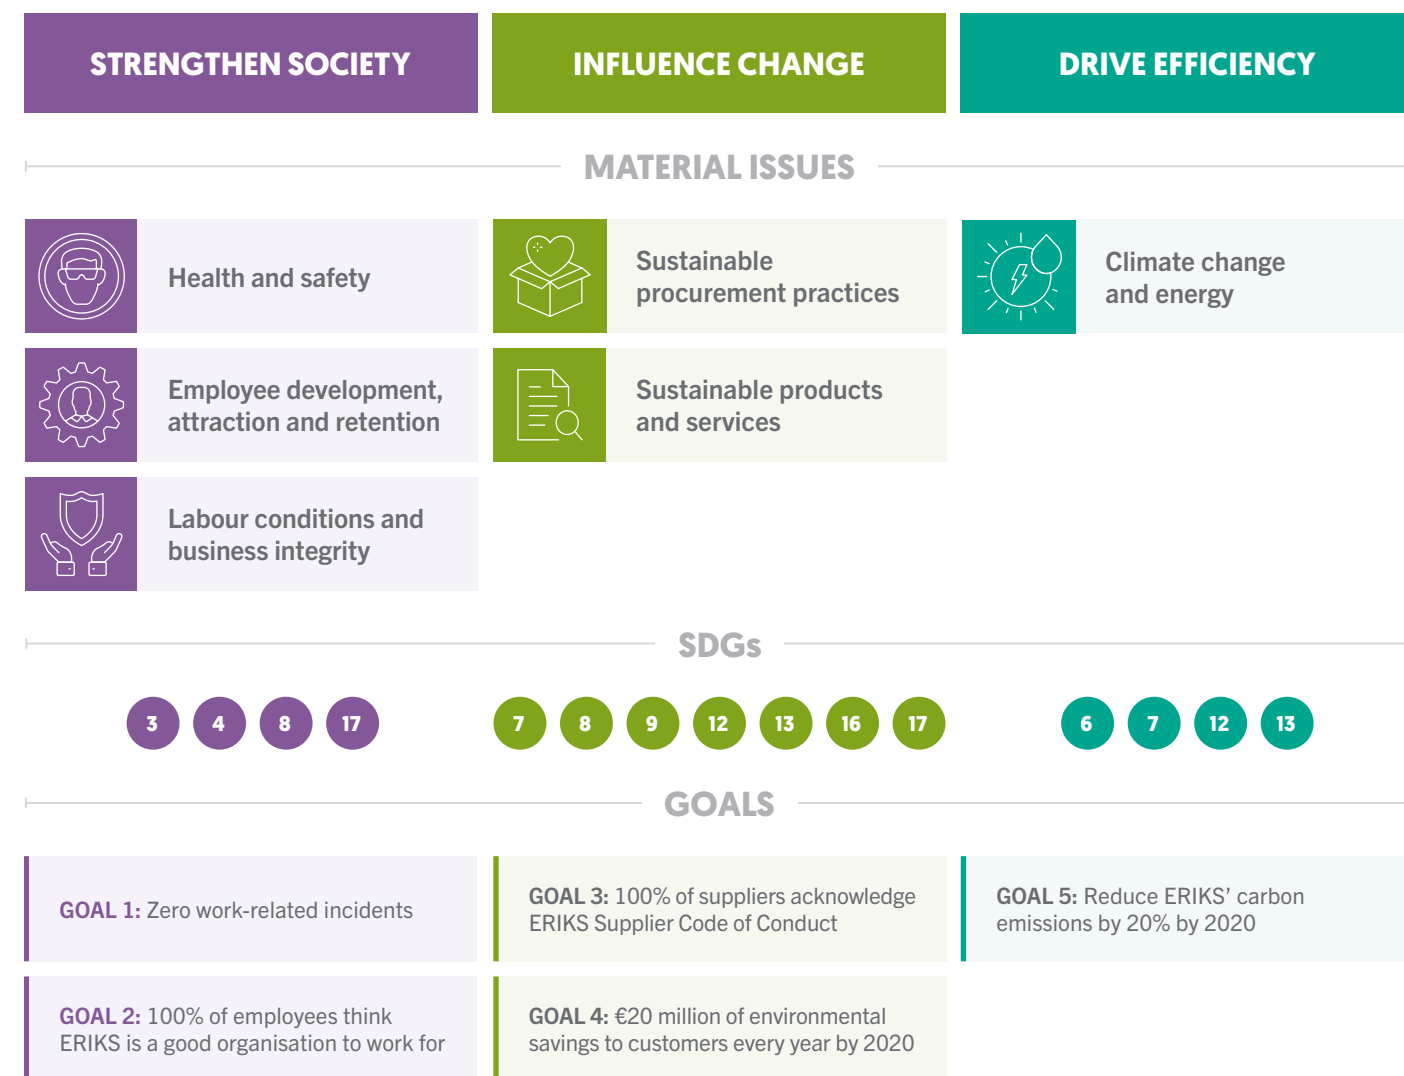 STRENGTHEN SOCIETY
INFLUENCE CHANGE
DRIVE EFFICIENCY
MATERIAL ISSUES
Health and safety
Sustainable
procurement practices
Climate change
and energy
Employee development,
attraction and retention
Sustainable products
and services
Labour conditions and
business integrity
SDGs
3 4 8 17
7 8 9 12 13 16 17
6 7 12 13
GOALS
GOAL 1: Zero work-related incidents
GOAL 3: 100% of suppliers acknowledge
ERIKS Supplier Code of Conduct
GOAL 5: Reduce ERIKS’ carbon
emissions by 20% by 2020
GOAL 2: 100% of employees think
ERIKS is a good organisation to work for
GOAL 4: €20 million of environmental
savings to customers every year by 2020